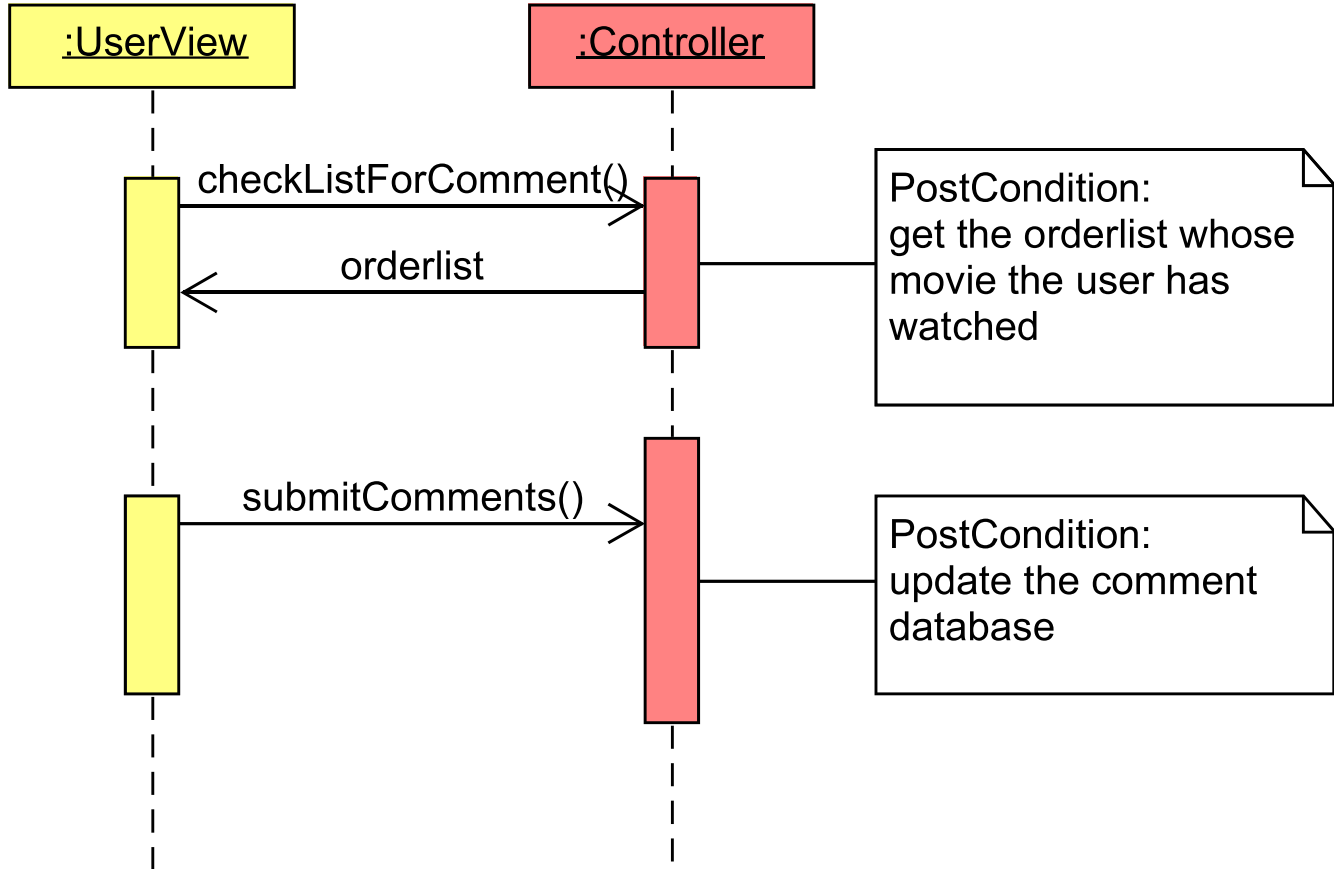 :UserView
:Controller
checkListForComment()
orderlist
PostCondition:
get the orderlist whose
movie the user has
watched
submitComments()
PostCondition:
update the comment
database